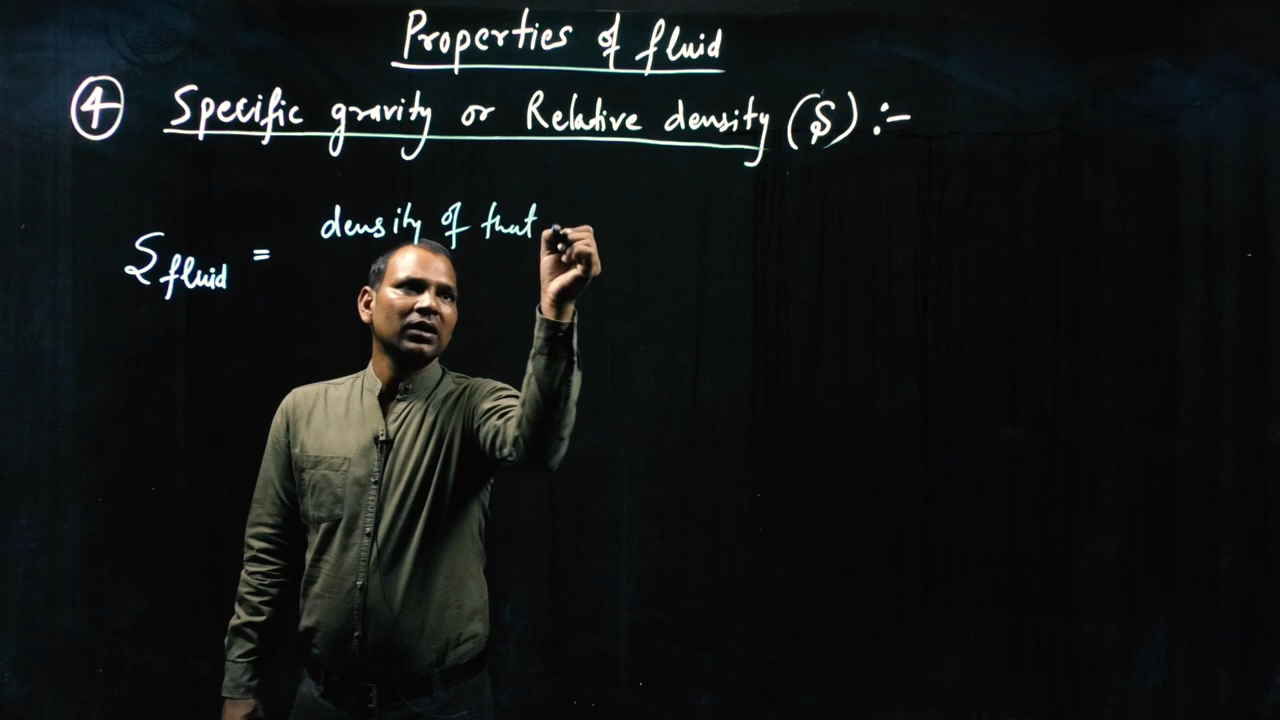 Properties of fluid
4 Specific gravity or Relative density (S) :-
S fluid =
density of that